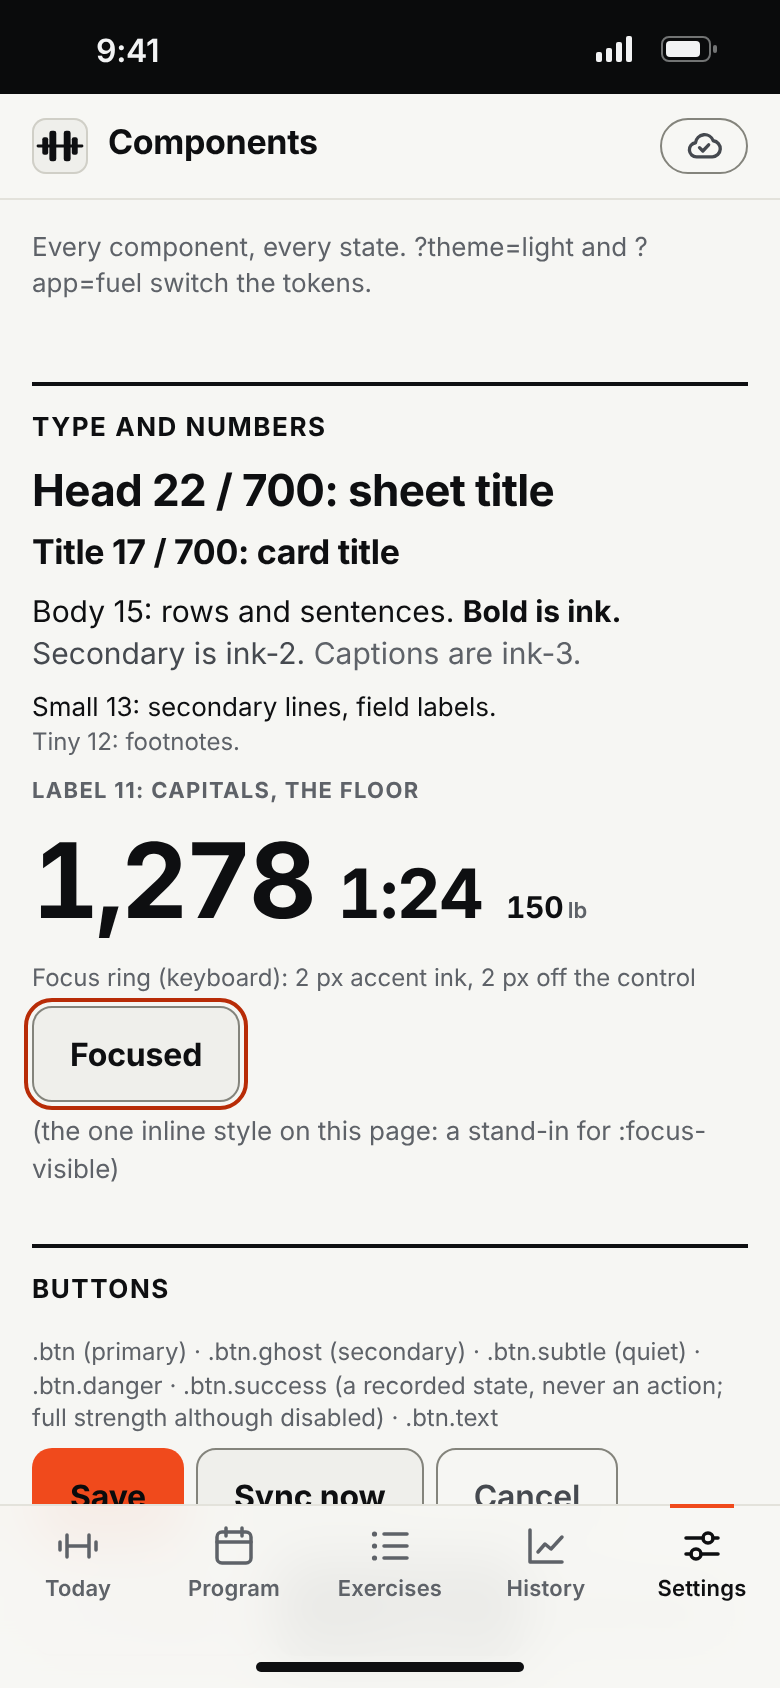 9:41
Components
Every component, every state. ?theme=light and ?
app=fuel switch the tokens.
TYPE AND NUMBERS
Head 22 / 700: sheet title
Title 17 / 700: card title
Body 15: rows and sentences. Bold is ink.
Secondary is ink-2. Captions are ink-3.
Small 13: secondary lines, field labels.
Tiny 12: footnotes.
LABEL 11: CAPITALS, THE FLOOR
1,278 1:24 150 lb
Focus ring (keyboard): 2 px accent ink, 2 px off the control
Focused
(the one inline style on this page: a stand-in for :focus-
visible)
BUTTONS
.btn (primary) · .btn.ghost (secondary) · .btn.subtle (quiet) ·
.btn.danger · .btn.success (a recorded state, never an action;
full strength although disabled) · .btn.text
Save Sync now Cancel
Today Program Exercises History Settings